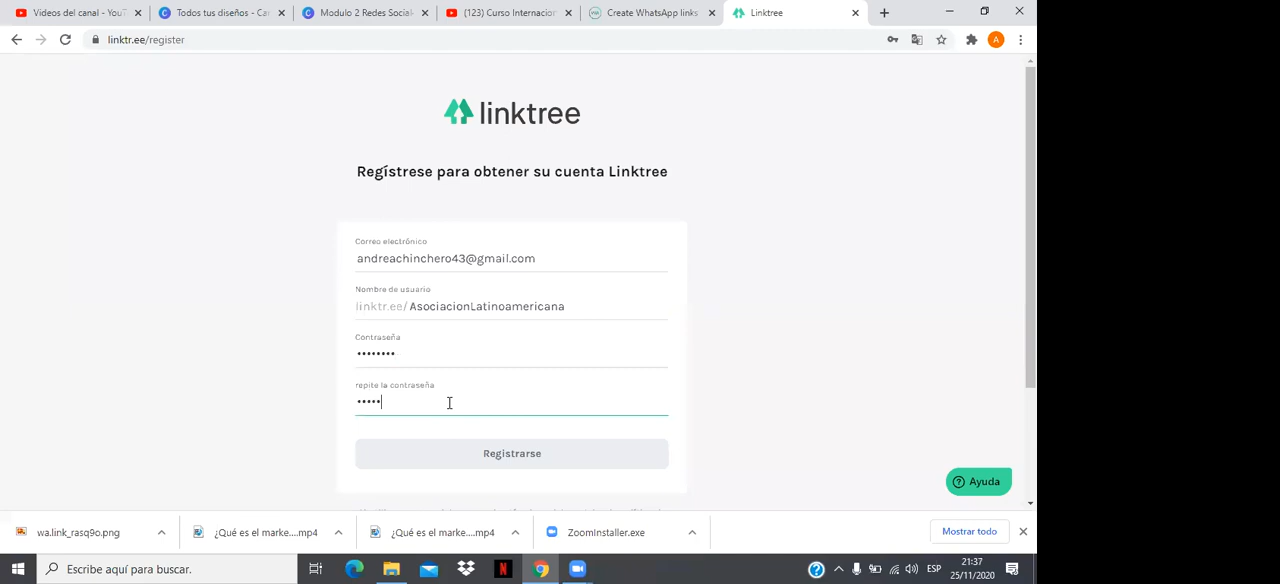 Videos del canal - YouT
Todos tus diseños - Ca
Modulo 2 Redes Social
(123) Curso Internacion
Create WhatsApp links
Linktree
linktr.ee/register
A
linktree
Regístrese para obtener su cuenta Linktree
Correo electrónico
andreachinchero43@gmail.com
Nombre de usuario
linktr.ee/ AsociacionLatinoamericana
Contraseña
••••••••
repite la contraseña
•••••
Registrarse
Ayuda
wa.link_rasq9o.png
¿Qué es el marke....mp4
¿Qué es el marke....mp4
ZoomInstaller.exe
Mostrar todo
Escribe aquí para buscar.
ESP
21:37
25/11/2020